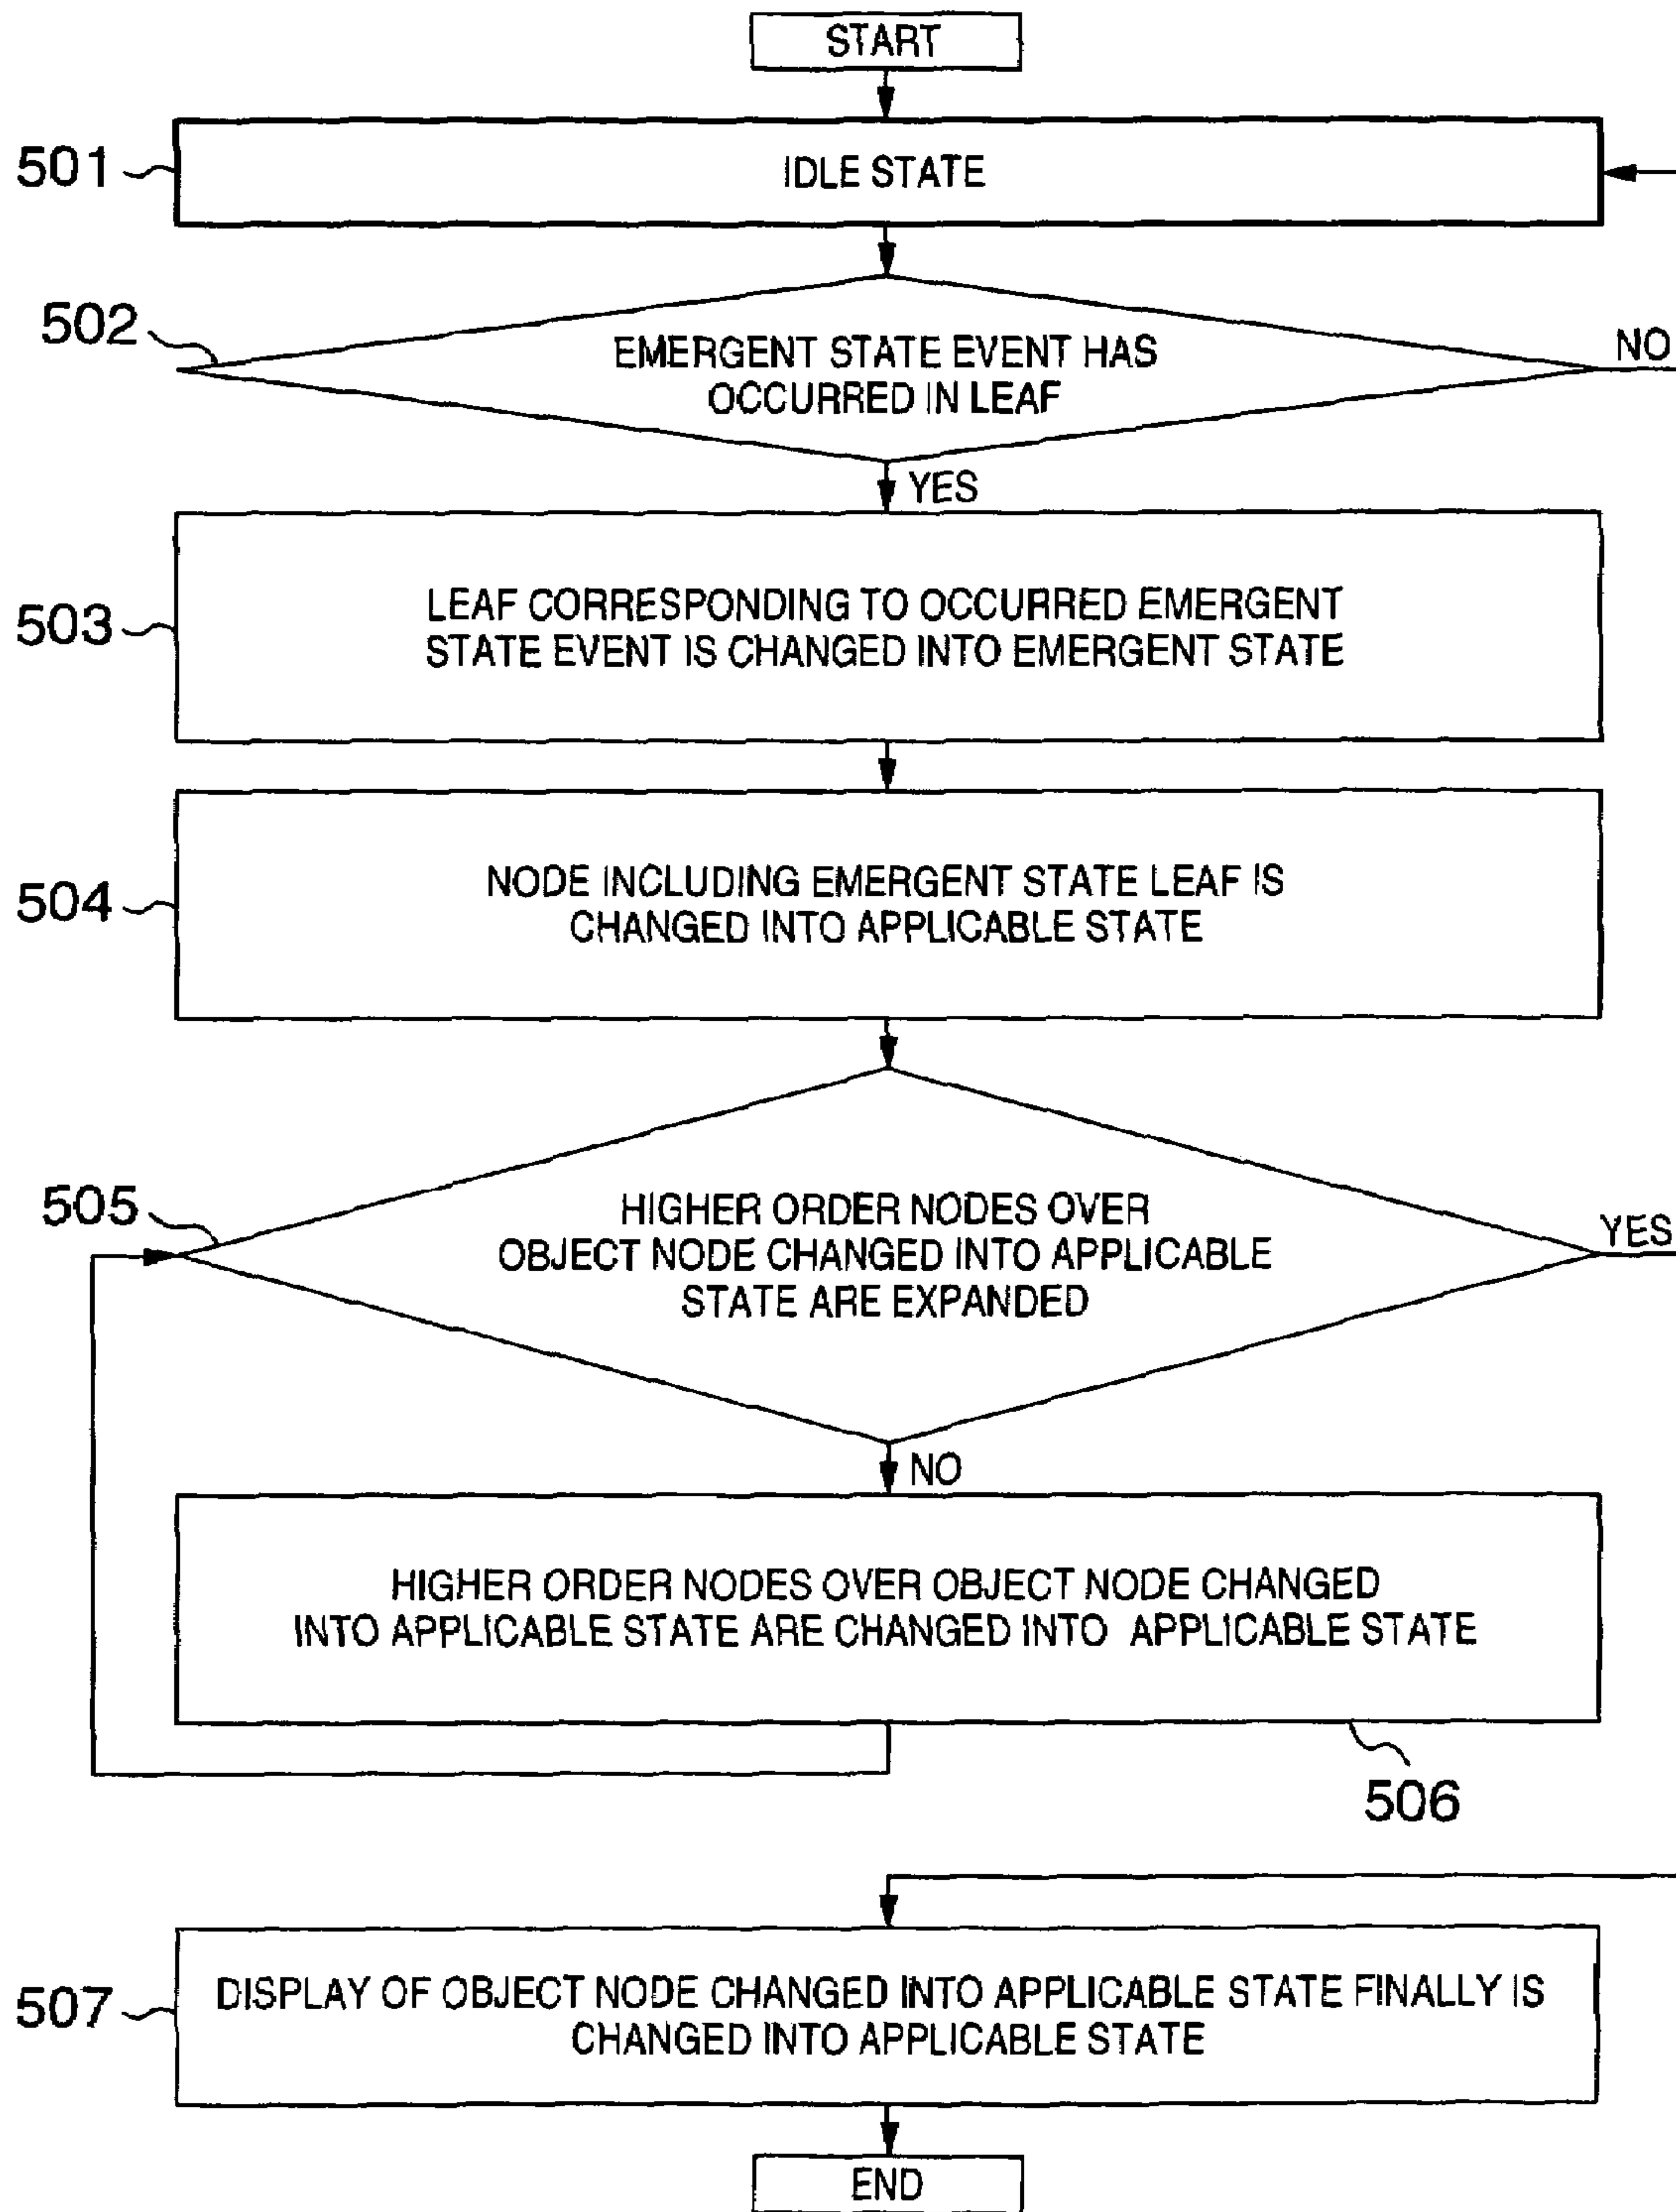 START
501
IDLE STATE
502
EMERGENT STATE EVENT HAS
OCCURRED IN LEAF
NO
YES
503
LEAF CORRESPONDING TO OCCURRED EMERGENT
STATE EVENT IS CHANGED INTO EMERGENT STATE
504
NODE INCLUDING EMERGENT STATE LEAF IS
CHANGED INTO APPLICABLE STATE
505
HIGHER ORDER NODES OVER
OBJECT NODE CHANGED INTO APPLICABLE
STATE ARE EXPANDED
YES
NO
HIGHER ORDER NODES OVER OBJECT NODE CHANGED
INTO APPLICABLE STATE ARE CHANGED INTO APPLICABLE STATE
506
507
DISPLAY OF OBJECT NODE CHANGED INTO APPLICABLE STATE FINALLY IS
CHANGED INTO APPLICABLE STATE
END